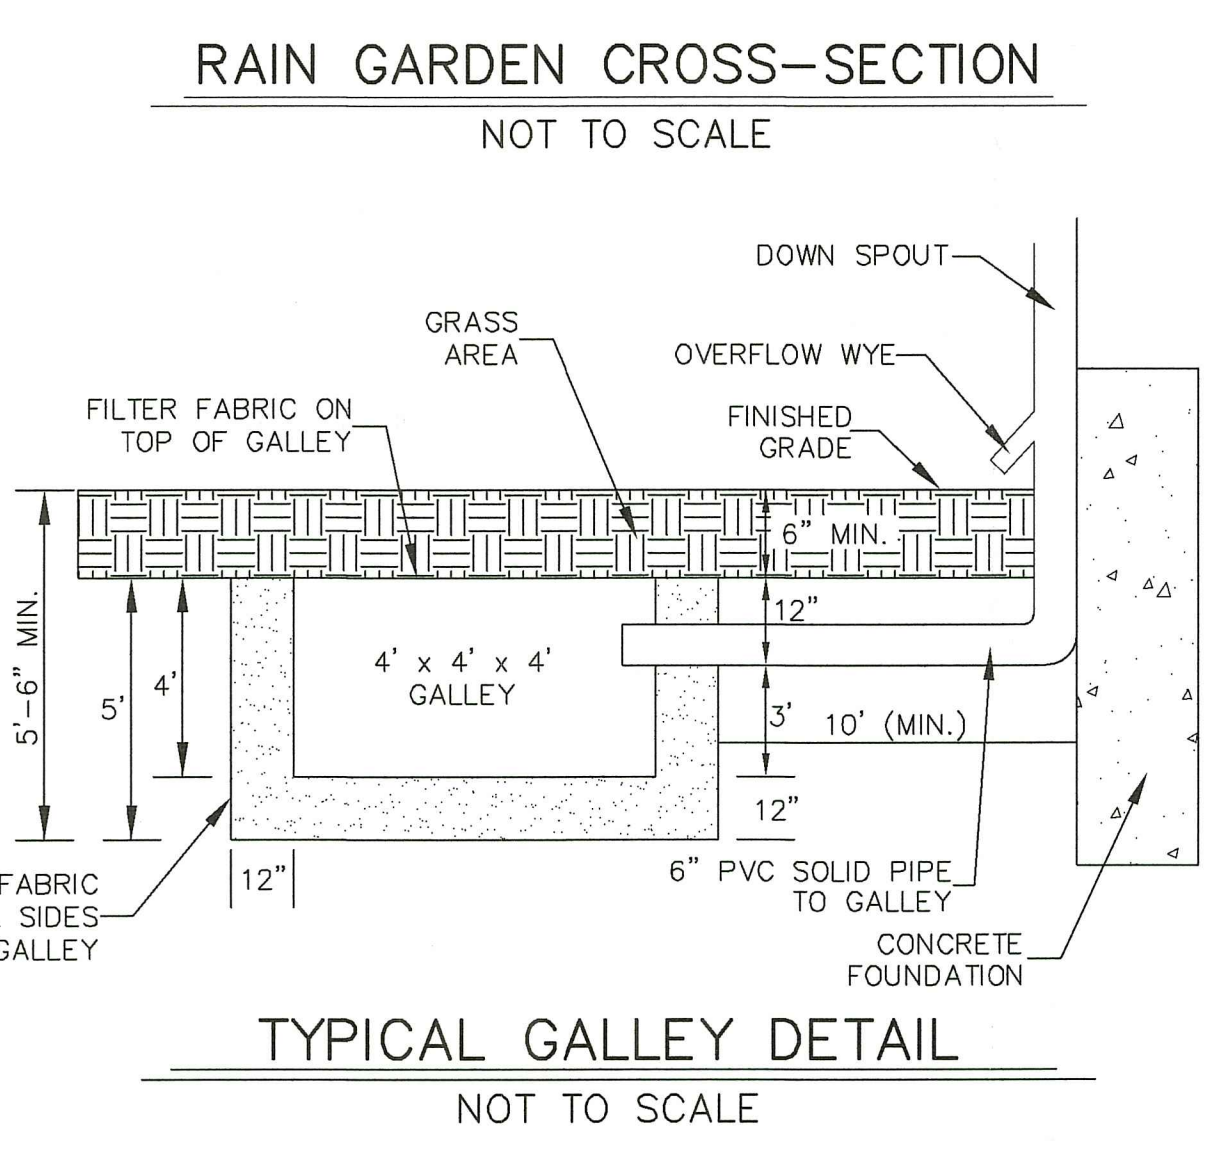 RAIN GARDEN CROSS-SECTION
NOT TO SCALE
DOWN SPOUT
GRASS
AREA
OVERFLOW WYE
FILTER FABRIC ON
TOP OF GALLEY
FINISHED
GRADE
6" MIN.
12"
4' x 4' x 4'
GALLEY
5'-6" MIN.
5'
4'
3'
10' (MIN.)
12"
12"
FABRIC
SIDES
GALLEY
6" PVC SOLID PIPE
TO GALLEY
CONCRETE
FOUNDATION
TYPICAL GALLEY DETAIL
NOT TO SCALE